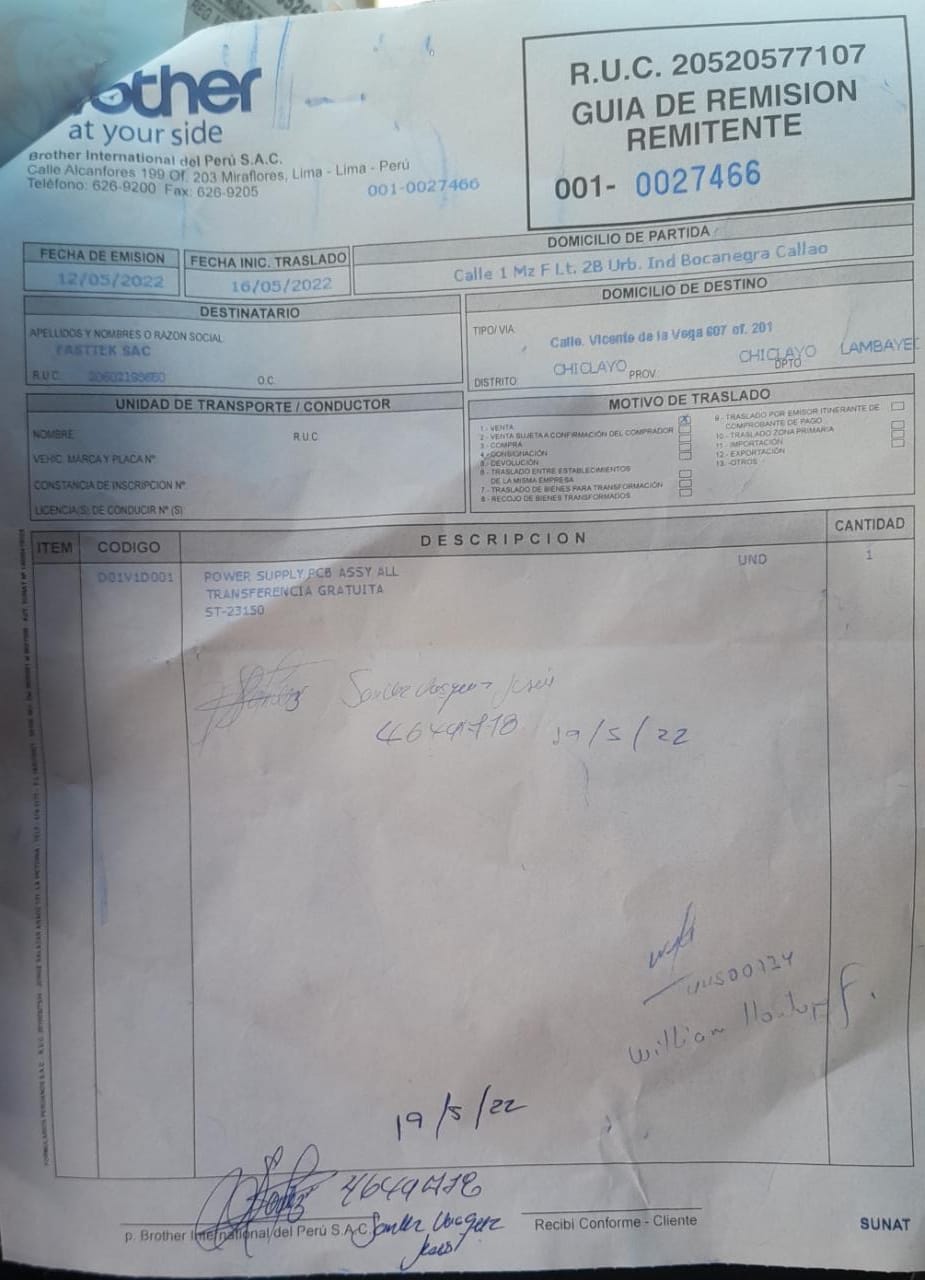 brother
at your side
Brother International del Perú S.A.C.
Calle Alcanfores 199 Of. 203 Miraflores, Lima - Lima - Perú
Teléfono: 626-9200 Fax: 626-9205
001-0027466
R.U.C. 20520577107
GUIA DE REMISION
REMITENTE
001- 0027466
FECHA DE EMISION
12/05/2022
FECHA INIC. TRASLADO
16/05/2022
DOMICILIO DE PARTIDA
Calle 1 Mz F Lt. 2B Urb. Ind Bocanegra Callao
DESTINATARIO
APELLIDOS Y NOMBRES O RAZON SOCIAL
FASTTEK SAC
R.U.C.
O.C.
DOMICILIO DE DESTINO
TIPO/VIA
Calle. Vicente de la Vega 607 of. 201
CHICLAYO CHICLAYO LAMBAYE
DISTRITO PROV. DPTO
UNIDAD DE TRANSPORTE / CONDUCTOR
NOMBRE R.U.C
VEHIC. MARCA Y PLACA Nº
CONSTANCIA DE INSCRIPCION Nº
LICENCIA(S) DE CONDUCIR Nº (S)
MOTIVO DE TRASLADO
1.- VENTA X
2.- VENTA SUJETA A CONFIRMACIÓN DEL COMPRADOR
3.- COMPRA
4.- CONSIGNACIÓN
5.- DEVOLUCIÓN
6.- TRASLADO ENTRE ESTABLECIMIENTOS
DE LA MISMA EMPRESA
7.- TRASLADO DE BIENES PARA TRANSFORMACIÓN
8.- RECOJO DE BIENES TRANSFORMADOS
9.- TRASLADO POR EMISOR ITINERANTE DE
COMPROBANTE DE PAGO
10.- TRASLADO ZONA PRIMARIA
11.- IMPORTACIÓN
12.- EXPORTACIÓN
13.- OTROS
ITEM CODIGO DESCRIPCION CANTIDAD
D01V1D001 POWER SUPPLY PCB ASSY ALL UND 1
TRANSFERENCIA GRATUITA
ST-23150
19/5/22
William
19/5/22
p. Brother International del Perú S.A.C.
Recibi Conforme - Cliente
SUNAT